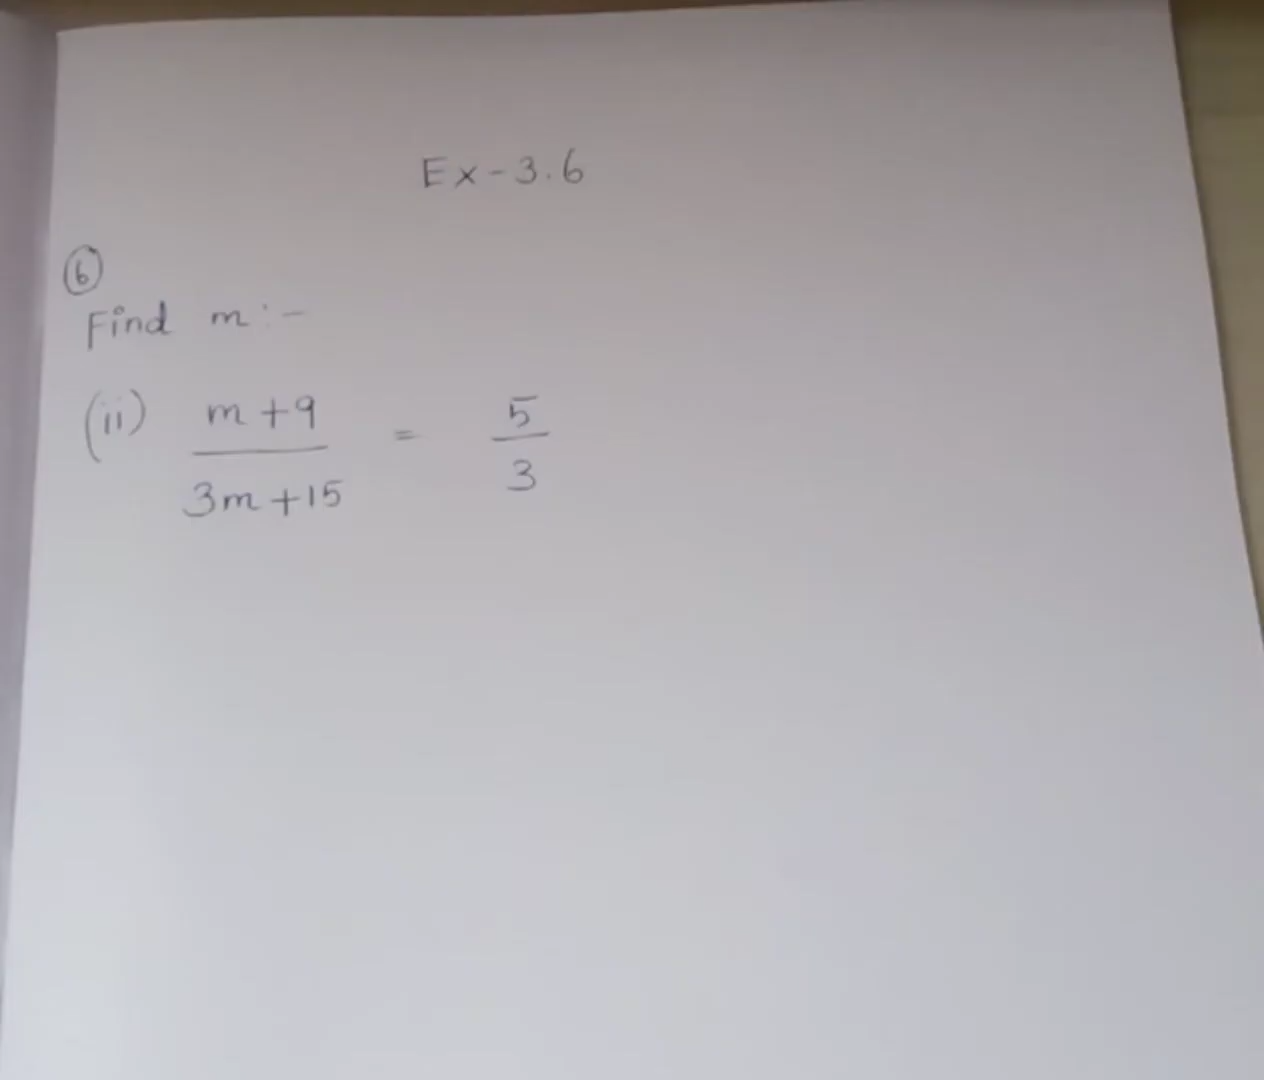 Ex-3.6
6
Find m:-
(ii) m+9 / 3m+15 = 5 / 3